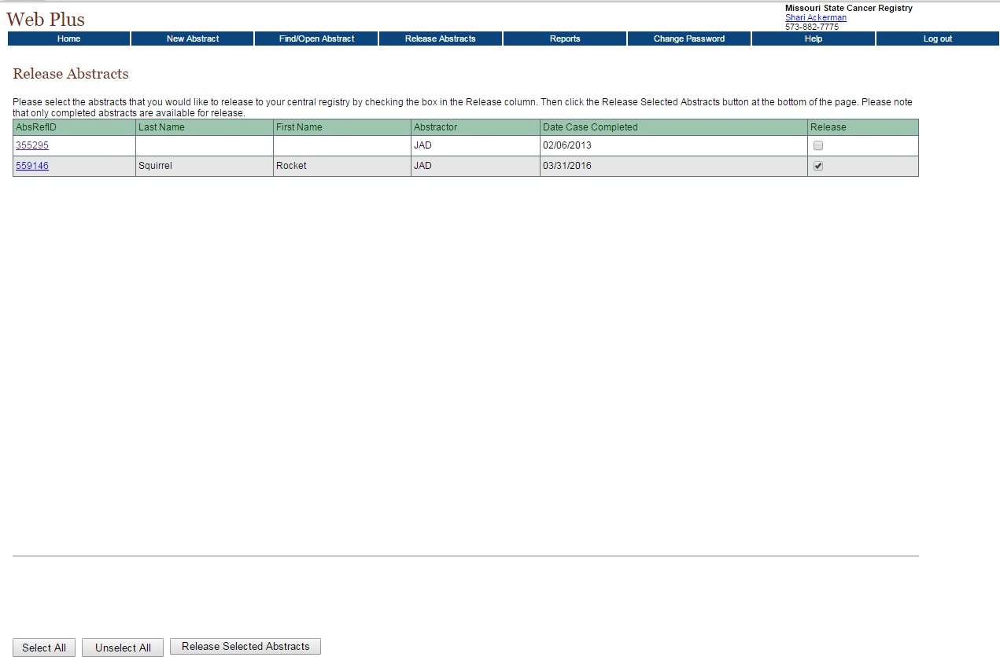 Web Plus
Missouri State Cancer Registry
Shari Ackerman
573-882-7775
Home New Abstract Find/Open Abstract Release Abstracts Reports Change Password Help Log out
Release Abstracts
Please select the abstracts that you would like to release to your central registry by checking the box in the Release column. Then click the Release Selected Abstracts button at the bottom of the page. Please note
that only completed abstracts are available for release.
AbsRefID Last Name First Name Abstractor Date Case Completed Release
355295 JAD 02/06/2013
559146 Squirrel Rocket JAD 03/31/2016
Select All Unselect All Release Selected Abstracts